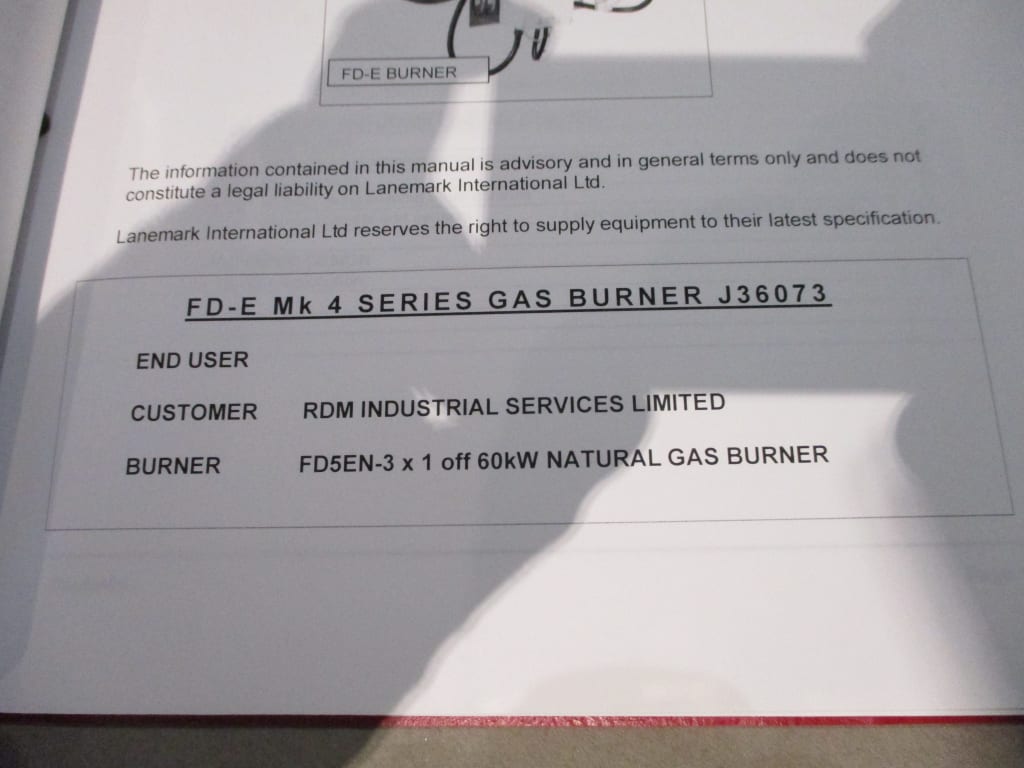 FD-E BURNER
The information contained in this manual is advisory and in general terms only and does not
constitute a legal liability on Lanemark International Ltd.
Lanemark International Ltd reserves the right to supply equipment to their latest specification.
FD-E Mk 4 SERIES GAS BURNER J36073
END USER
CUSTOMER RDM INDUSTRIAL SERVICES LIMITED
BURNER FD5EN-3 x 1 off 60kW NATURAL GAS BURNER